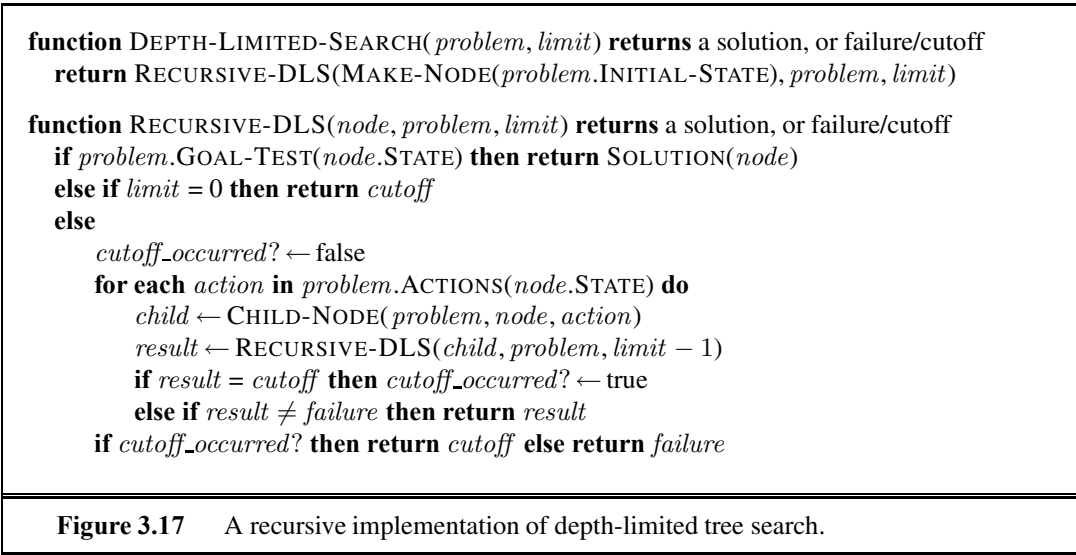 function DEPTH-LIMITED-SEARCH(problem, limit) returns a solution, or failure/cutoff
return RECURSIVE-DLS(MAKE-NODE(problem.INITIAL-STATE), problem, limit)
function RECURSIVE-DLS(node, problem, limit) returns a solution, or failure/cutoff
if problem.GOAL-TEST(node.STATE) then return SOLUTION(node)
else if limit = 0 then return cutoff
else
cutoff_occurred? ← false
for each action in problem.ACTIONS(node.STATE) do
child ← CHILD-NODE(problem, node, action)
result ← RECURSIVE-DLS(child, problem, limit − 1)
if result = cutoff then cutoff_occurred? ← true
else if result ≠ failure then return result
if cutoff_occurred? then return cutoff else return failure
Figure 3.17 A recursive implementation of depth-limited tree search.